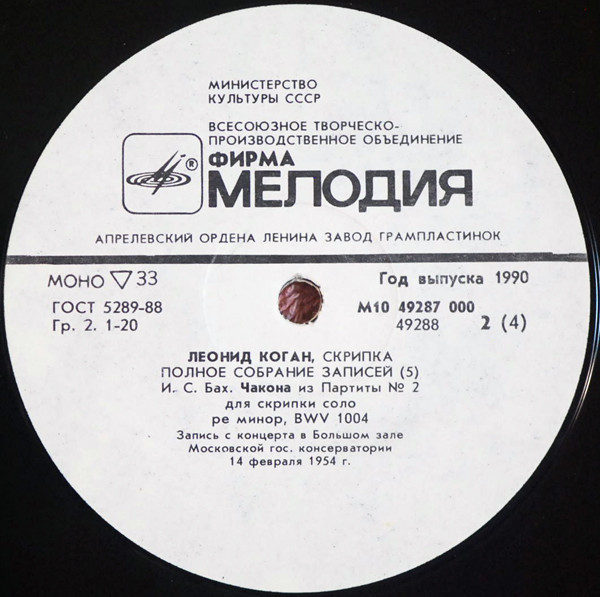 МИНИСТЕРСТВО
КУЛЬТУРЫ СССР
ВСЕСОЮЗНОЕ ТВОРЧЕСКО-
ПРОИЗВОДСТВЕННОЕ ОБЪЕДИНЕНИЕ
ФИРМА
® МЕЛОДИЯ
АПРЕЛЕВСКИЙ ОРДЕНА ЛЕНИНА ЗАВОД ГРАМПЛАСТИНОК
МОНО ▽ 33
ГОСТ 5289-88
Гр. 2. 1-20
Год выпуска 1990
М10 49287 000
49288 2 (4)
ЛЕОНИД КОГАН, СКРИПКА
ПОЛНОЕ СОБРАНИЕ ЗАПИСЕЙ (5)
И. С. Бах. Чакона из Партиты № 2
для скрипки соло
ре минор, BWV 1004
Запись с концерта в Большом зале
Московской гос. консерватории
14 февраля 1954 г.